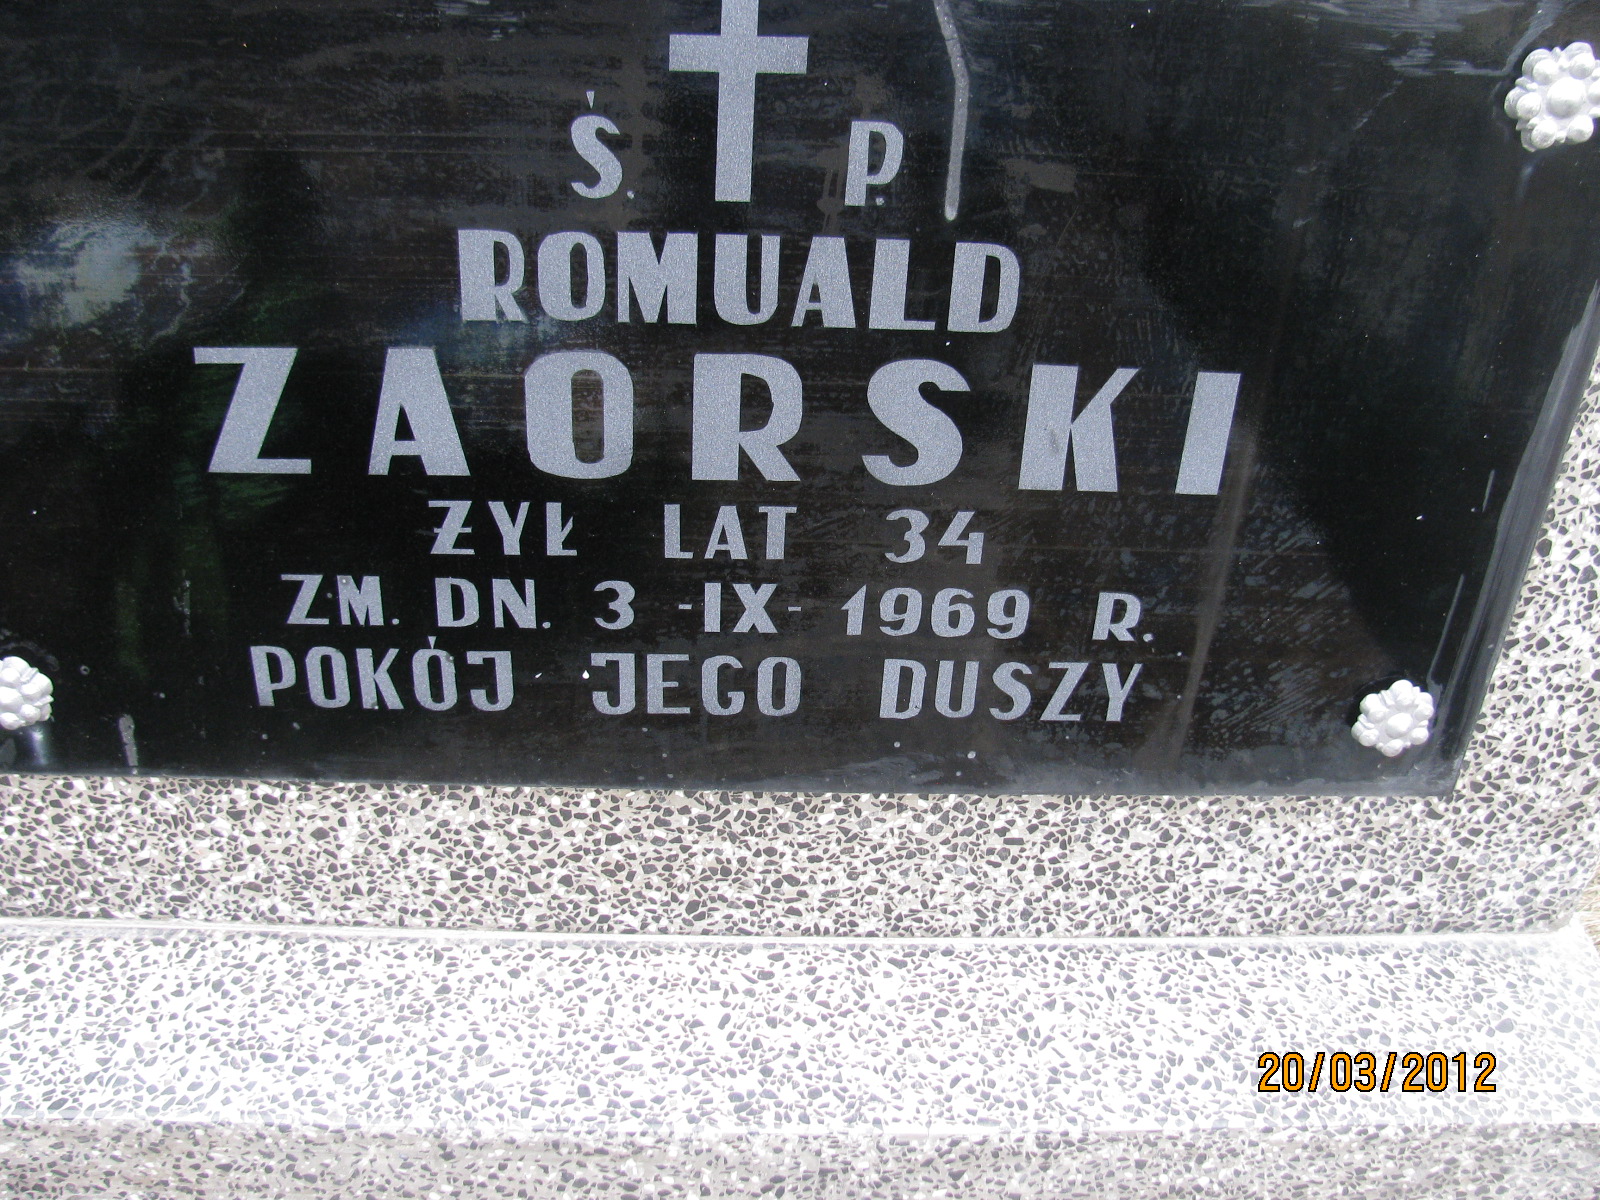 Ś. P.
ROMUALD
ZAORSKI
ŻYŁ LAT 34
ZM. DN. 3 -IX- 1969 R.
POKÓJ JEGO DUSZY
20/03/2012